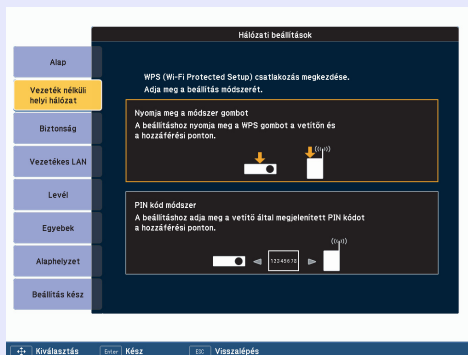 Hálózati beállítások
Alap
Vezeték nélküli
helyi hálózat
Biztonság
Vezetékes LAN
Levél
Egyebek
Alaphelyzet
Beállítás kész
WPS (Wi-Fi Protected Setup) csatlakozás megkezdése.
Adja meg a beállítás módszerét.
Nyomja meg a módszer gombot
A beállításhoz nyomja meg a WPS gombot a vetítőn és
a hozzáférési ponton.
PIN kód módszer
A beállításhoz adja meg a vetítő által megjelenített PIN kódot
a hozzáférési ponton.
12345678
Kiválasztás
Enter Kész
ESC Visszalépés